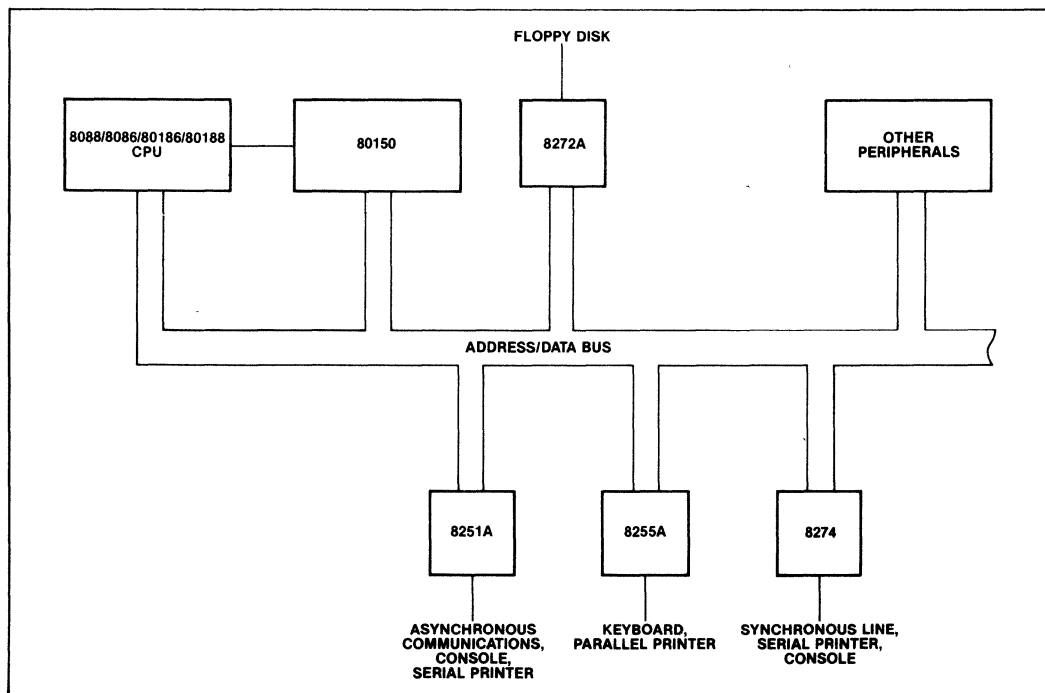 FLOPPY DISK
8088/8086/80186/80188
CPU
80150
8272A
OTHER
PERIPHERALS
ADDRESS/DATA BUS
8251A
8255A
8274
ASYNCHRONOUS
COMMUNICATIONS,
CONSOLE,
SERIAL PRINTER
KEYBOARD,
PARALLEL PRINTER
SYNCHRONOUS LINE,
SERIAL PRINTER,
CONSOLE